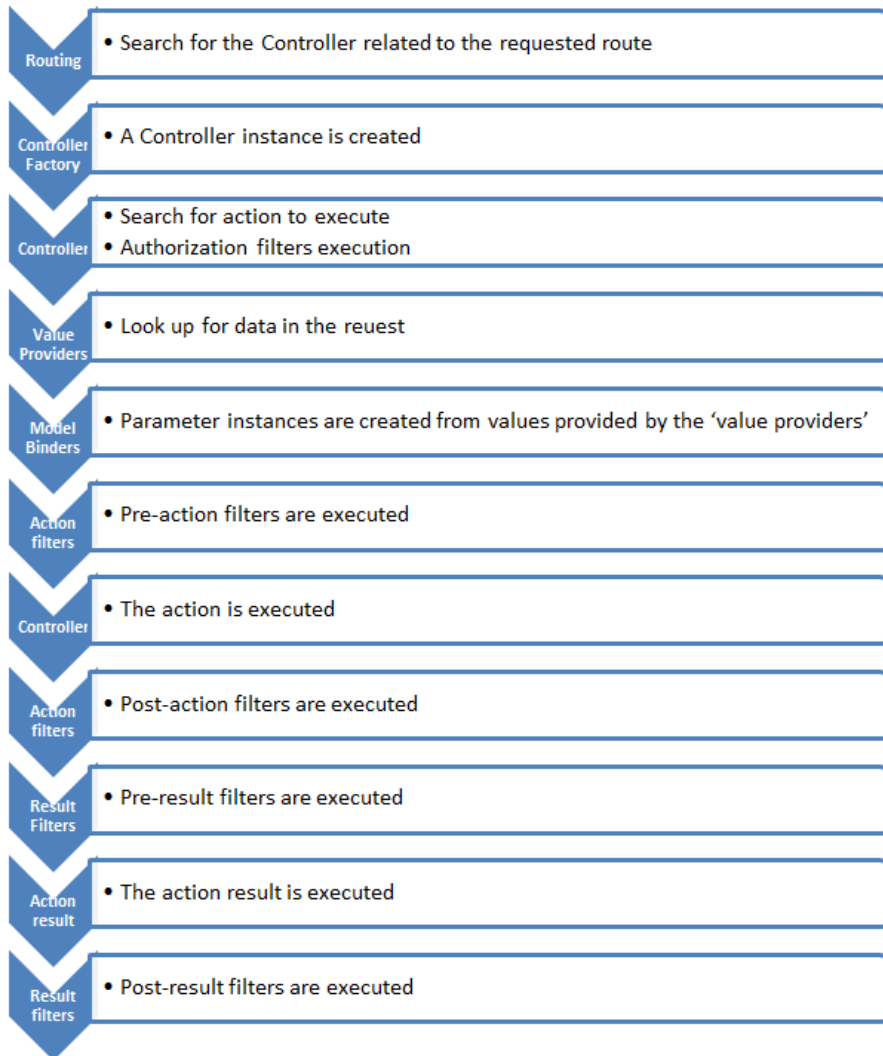 Routing
• Search for the Controller related to the requested route
Controller
Factory
• A Controller instance is created
Controller
• Search for action to execute
• Authorization filters execution
Value
Providers
• Look up for data in the reuest
Model
Binders
• Parameter instances are created from values provided by the ‘value providers’
Action
filters
• Pre-action filters are executed
Controller
• The action is executed
Action
filters
• Post-action filters are executed
Result
Filters
• Pre-result filters are executed
Action
result
• The action result is executed
Result
filters
• Post-result filters are executed